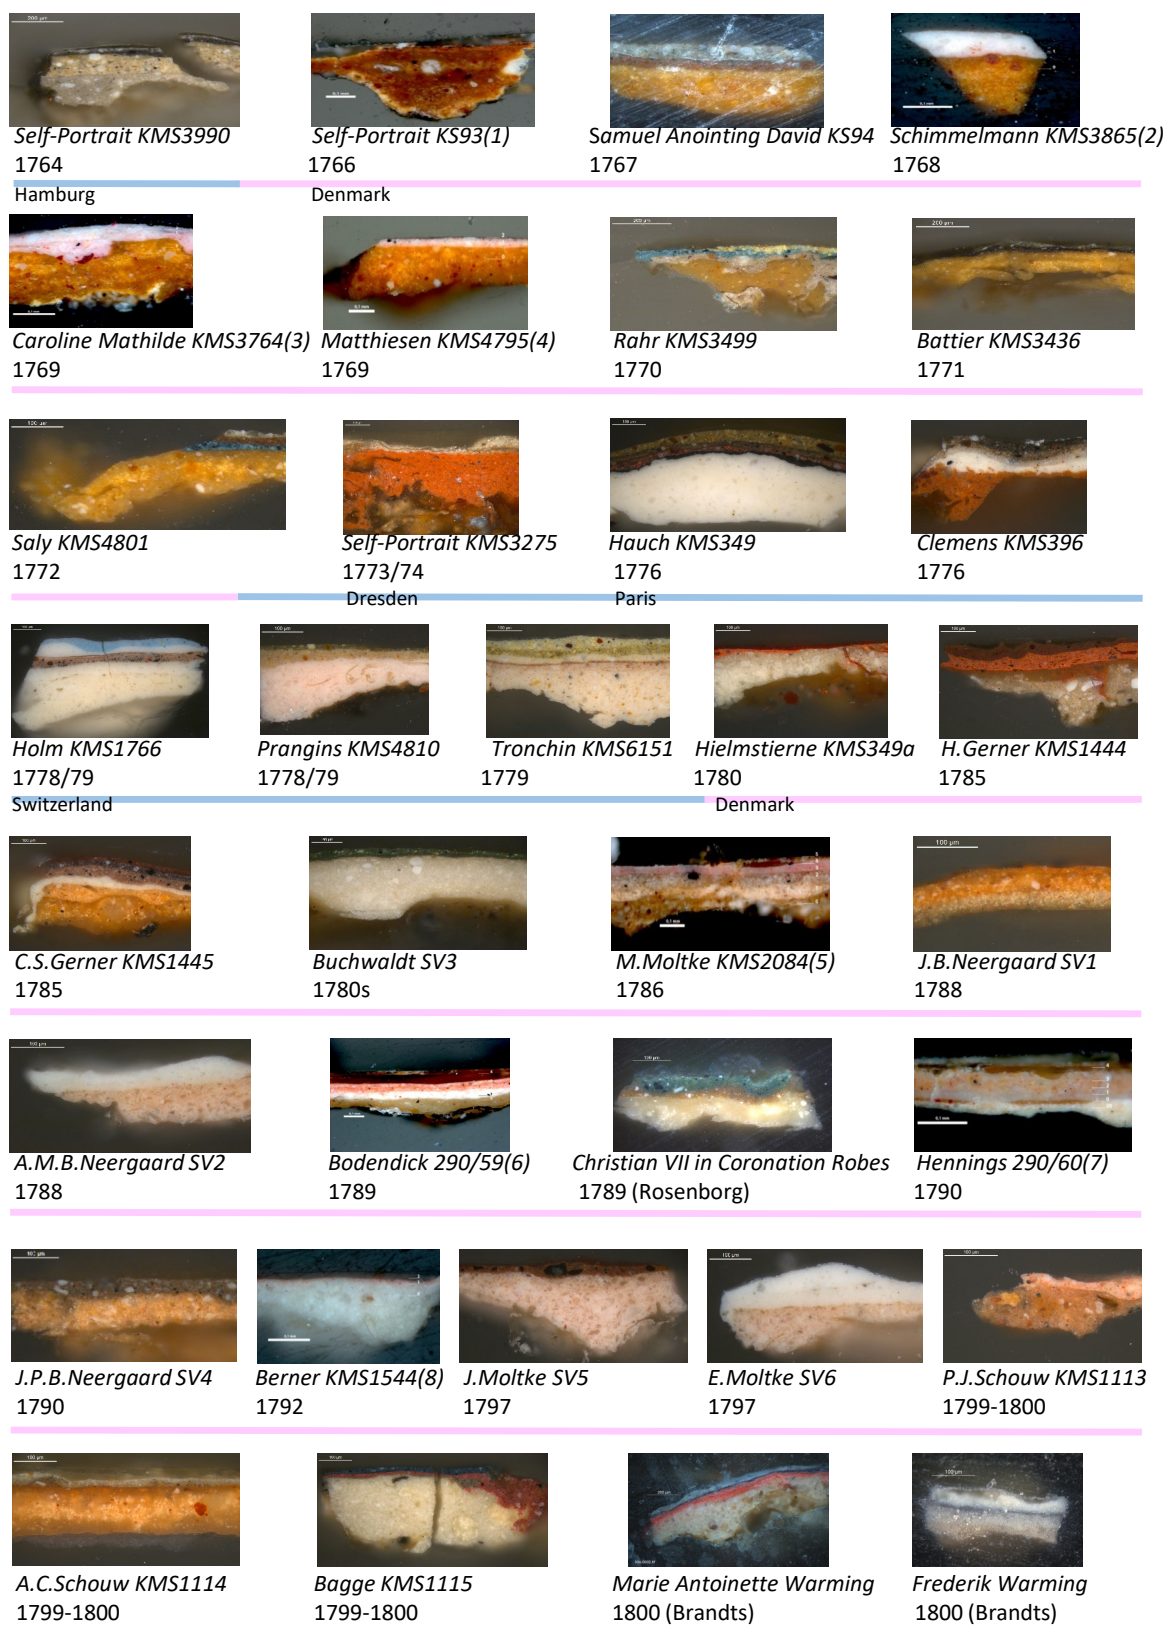 Self-Portrait KMS3990
1764
Hamburg
Self-Portrait KS93(1)
1766
Denmark
Samuel Anointing David KS94
1767
Schimmelmann KMS3865(2)
1768
Caroline Mathilde KMS3764(3)
1769
Matthiesen KMS4795(4)
1769
Rahr KMS3499
1770
Battier KMS3436
1771
Saly KMS4801
1772
Self-Portrait KMS3275
1773/74
Dresden
Hauch KMS349
1776
Paris
Clemens KMS396
1776
Holm KMS1766
1778/79
Switzerland
Prangins KMS4810
1778/79
Tronchin KMS6151
1779
Hielmstierne KMS349a
1780
Denmark
H.Gerner KMS1444
1785
C.S.Gerner KMS1445
1785
Buchwaldt SV3
1780s
M.Moltke KMS2084(5)
1786
J.B.Neergaard SV1
1788
A.M.B.Neergaard SV2
1788
Bodendick 290/59(6)
1789
Christian VII in Coronation Robes
1789 (Rosenborg)
Hennings 290/60(7)
1790
J.P.B.Neergaard SV4
1790
Berner KMS1544(8)
1792
J.Moltke SV5
1797
E.Moltke SV6
1797
P.J.Schouw KMS1113
1799-1800
A.C.Schouw KMS1114
1799-1800
Bagge KMS1115
1799-1800
Marie Antoinette Warming
1800 (Brandts)
Frederik Warming
1800 (Brandts)